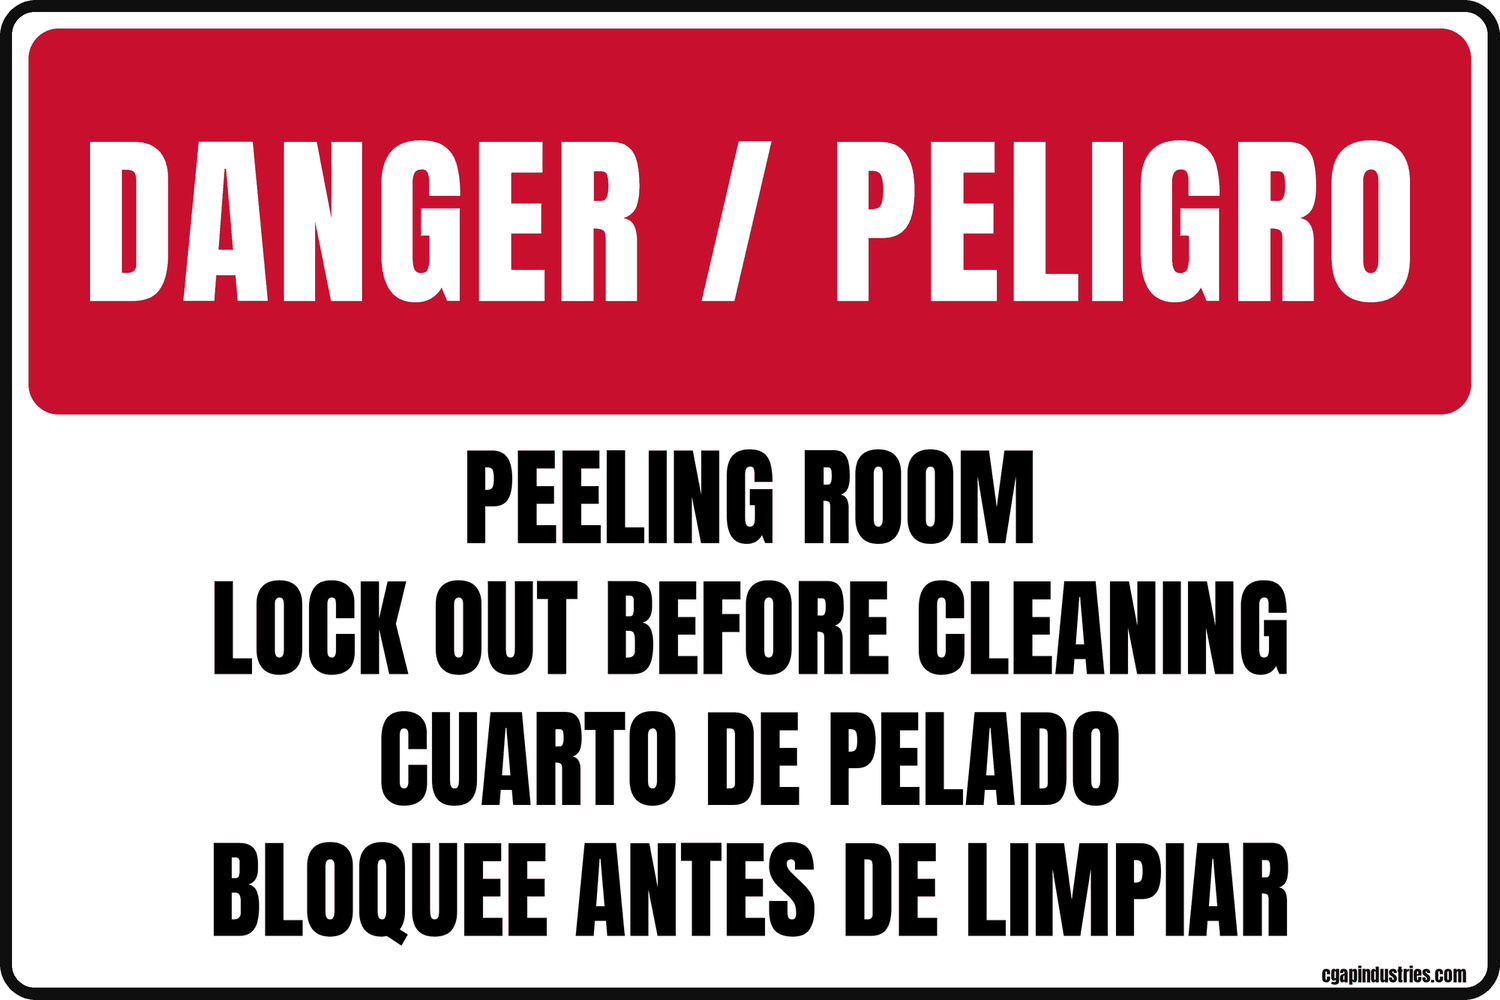 DANGER / PELIGRO
PEELING ROOM
LOCK OUT BEFORE CLEANING
CUARTO DE PELADO
BLOQUEE ANTES DE LIMPIAR
cgapindustries.com